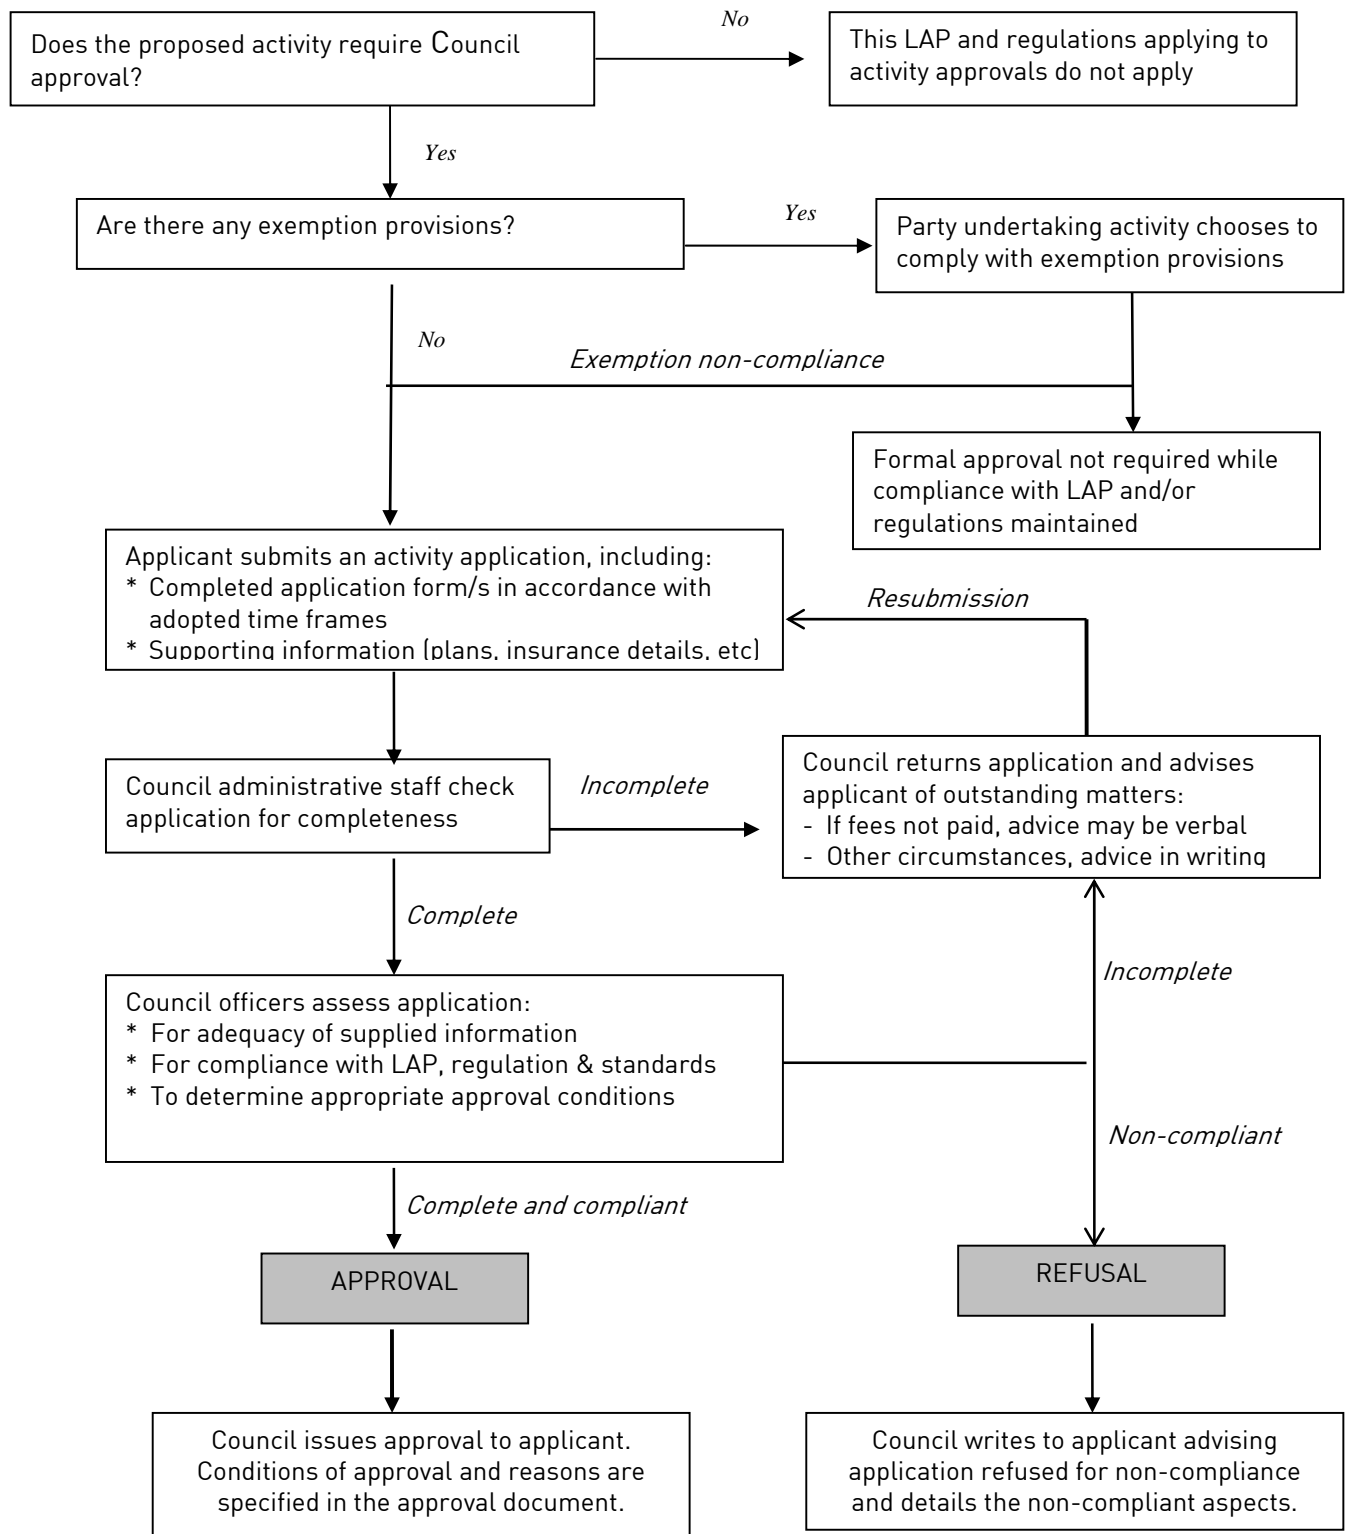 Does the proposed activity require Council
approval?
No
This LAP and regulations applying to
activity approvals do not apply
Yes
Are there any exemption provisions?
Yes
Party undertaking activity chooses to
comply with exemption provisions
No
Exemption non-compliance
Formal approval not required while
compliance with LAP and/or
regulations maintained
Applicant submits an activity application, including:
* Completed application form/s in accordance with
adopted time frames
* Supporting information (plans, insurance details, etc)
Resubmission
Council administrative staff check
application for completeness
Incomplete
Council returns application and advises
applicant of outstanding matters:
- If fees not paid, advice may be verbal
- Other circumstances, advice in writing
Complete
Incomplete
Council officers assess application:
* For adequacy of supplied information
* For compliance with LAP, regulation & standards
* To determine appropriate approval conditions
Non-compliant
Complete and compliant
APPROVAL
REFUSAL
Council issues approval to applicant.
Conditions of approval and reasons are
specified in the approval document.
Council writes to applicant advising
application refused for non-compliance
and details the non-compliant aspects.